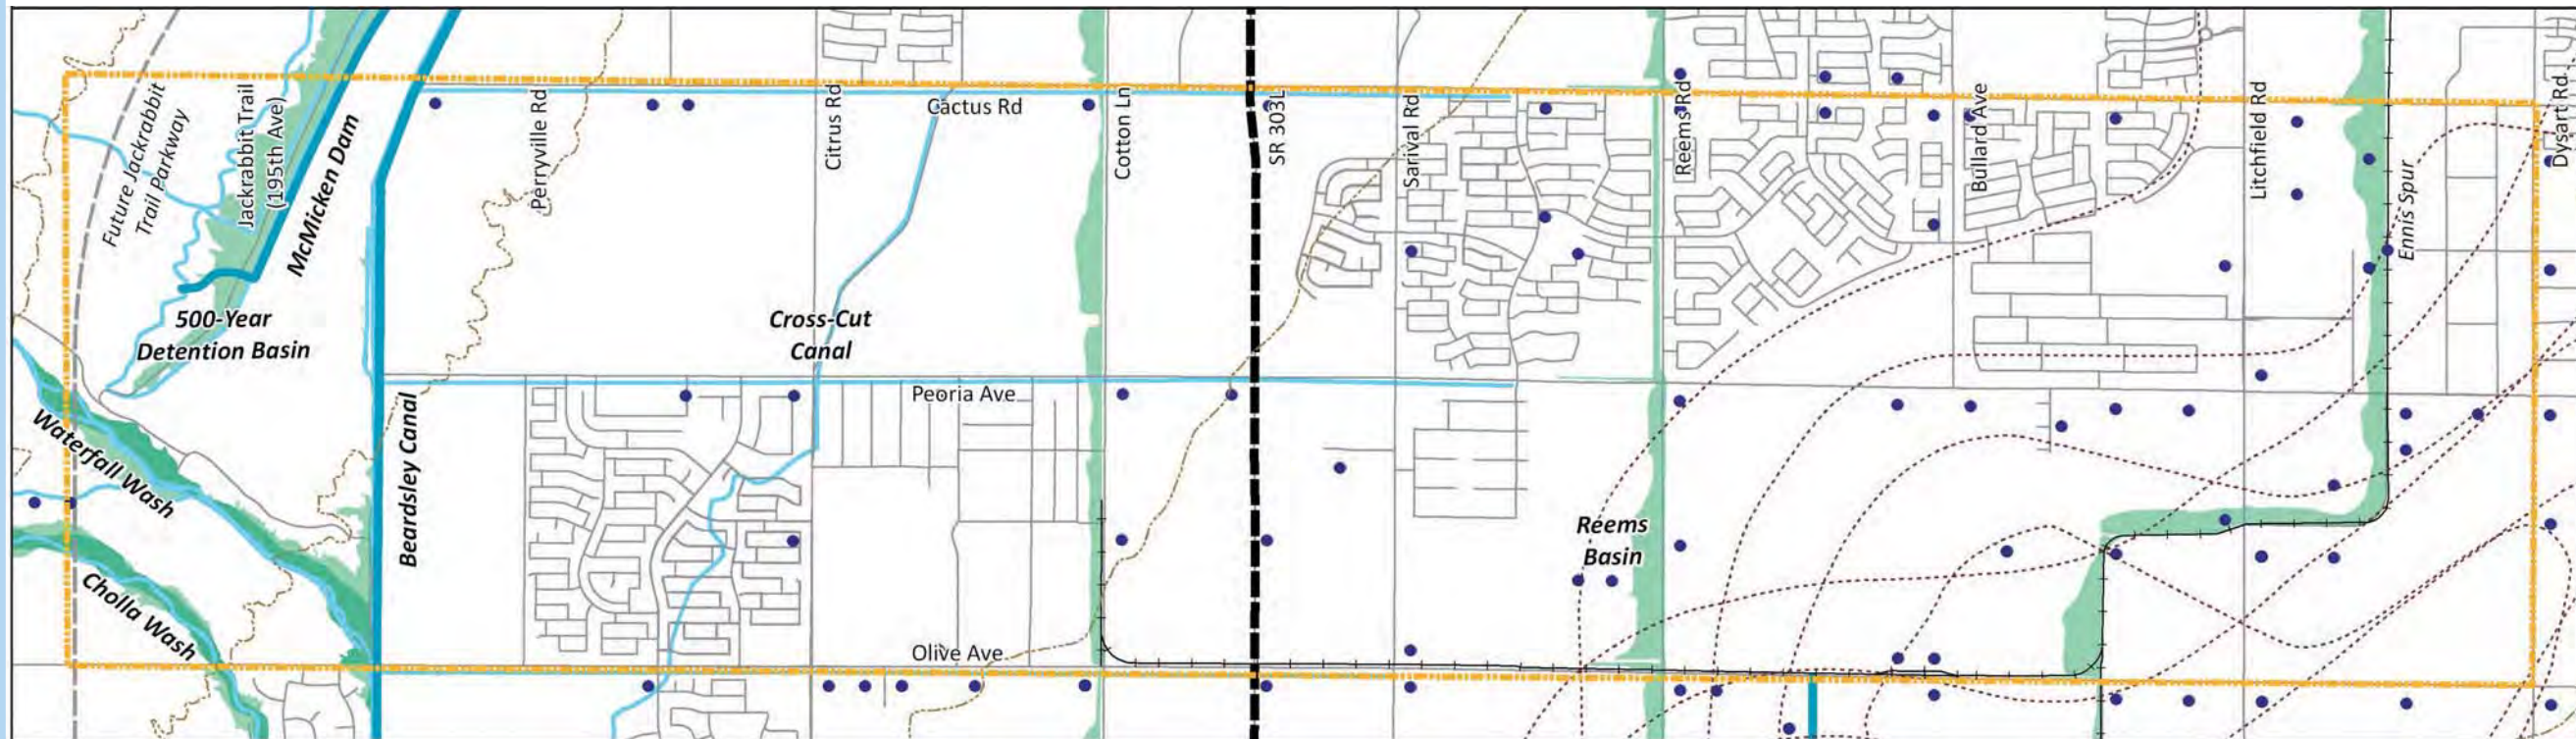 Future Jackrabbit
Trail Parkway
Jackrabbit Trail
(195th Ave)
McMicken Dam
Perryville Rd
Citrus Rd
Cactus Rd
Cotton Ln
SR 303L
Sarival Rd
Reems Rd
Bullard Ave
Litchfield Rd
Ennis Spur
Dysart Rd
500-Year
Detention Basin
Cross-Cut
Canal
Peoria Ave
Waterfall Wash
Beardsley Canal
Reems
Basin
Cholla Wash
Olive Ave